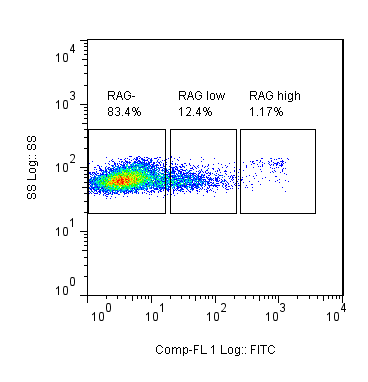 10^4
RAG- RAG low RAG high
83.4% 12.4% 1.17%
10^3
10^2
10^1
10^0
SS Log:: SS
10^0 10^1 10^2 10^3 10^4
Comp-FL 1 Log:: FITC